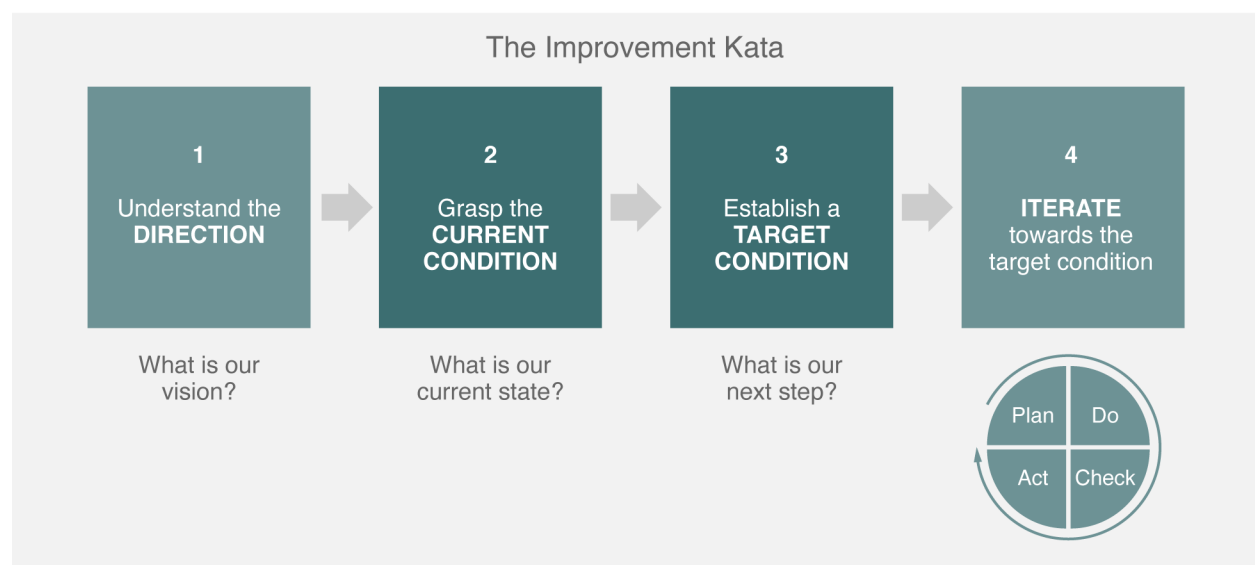 The Improvement Kata
1
Understand the
DIRECTION
What is our
vision?
2
Grasp the
CURRENT
CONDITION
What is our
current state?
3
Establish a
TARGET
CONDITION
What is our
next step?
4
ITERATE
towards the
target condition
Plan
Do
Act
Check